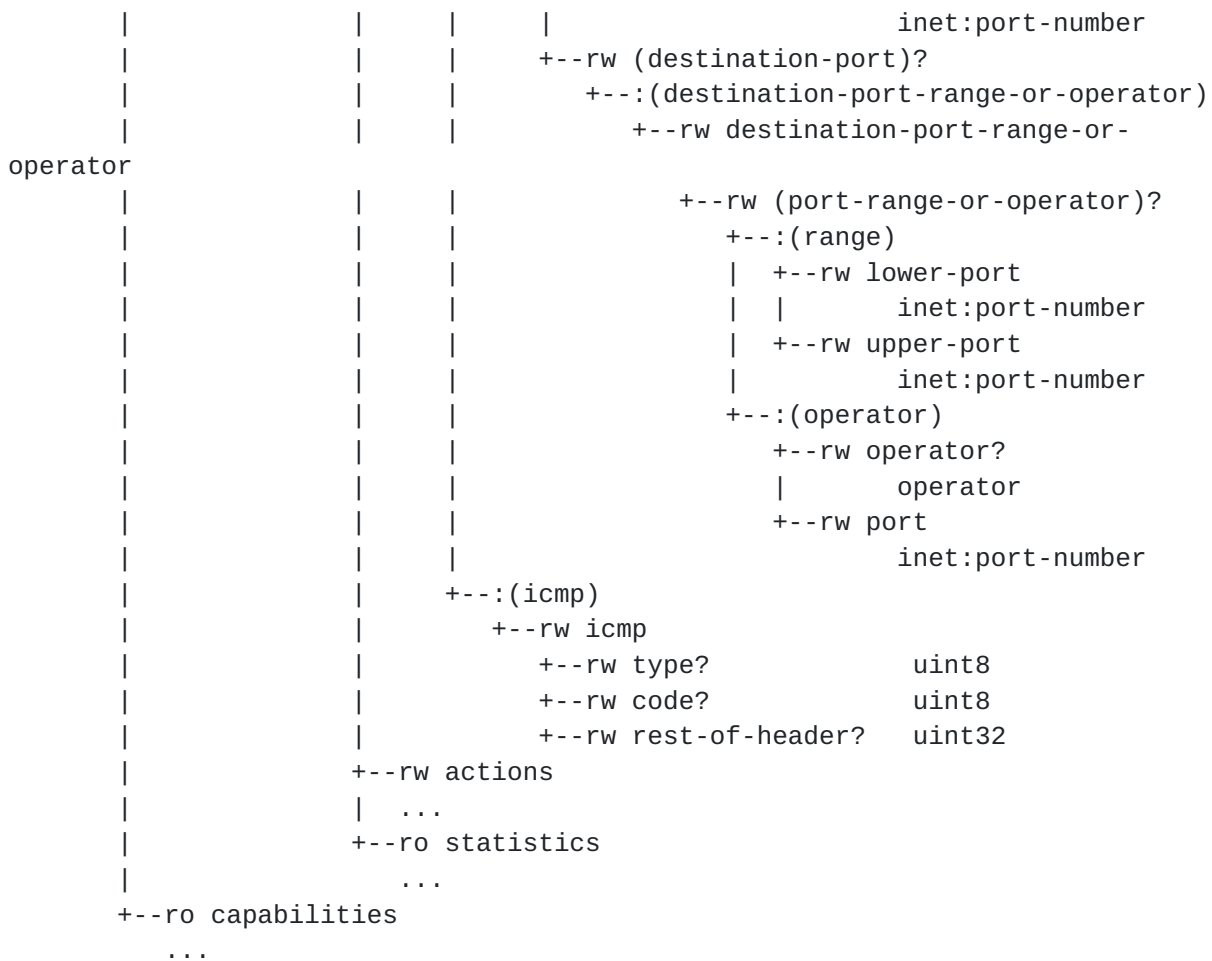 |              |     |     |                      inet:port-number
|              |     |     +--rw (destination-port)?
|              |     |        +--:(destination-port-range-or-operator)
|              |     |           +--rw destination-port-range-or-
operator
|              |     |              +--rw (port-range-or-operator)?
|              |     |                 +--:(range)
|              |     |                 |  +--rw lower-port
|              |     |                 |  |       inet:port-number
|              |     |                 |  +--rw upper-port
|              |     |                 |          inet:port-number
|              |     |                 +--:(operator)
|              |     |                    +--rw operator?
|              |     |                    |       operator
|              |     |                    +--rw port
|              |     |                            inet:port-number
|              |     +--:(icmp)
|              |        +--rw icmp
|              |           +--rw type?             uint8
|              |           +--rw code?             uint8
|              |           +--rw rest-of-header?   uint32
|              +--rw actions
|              |  ...
|              +--ro statistics
|                 ...
+--ro capabilities
   ...